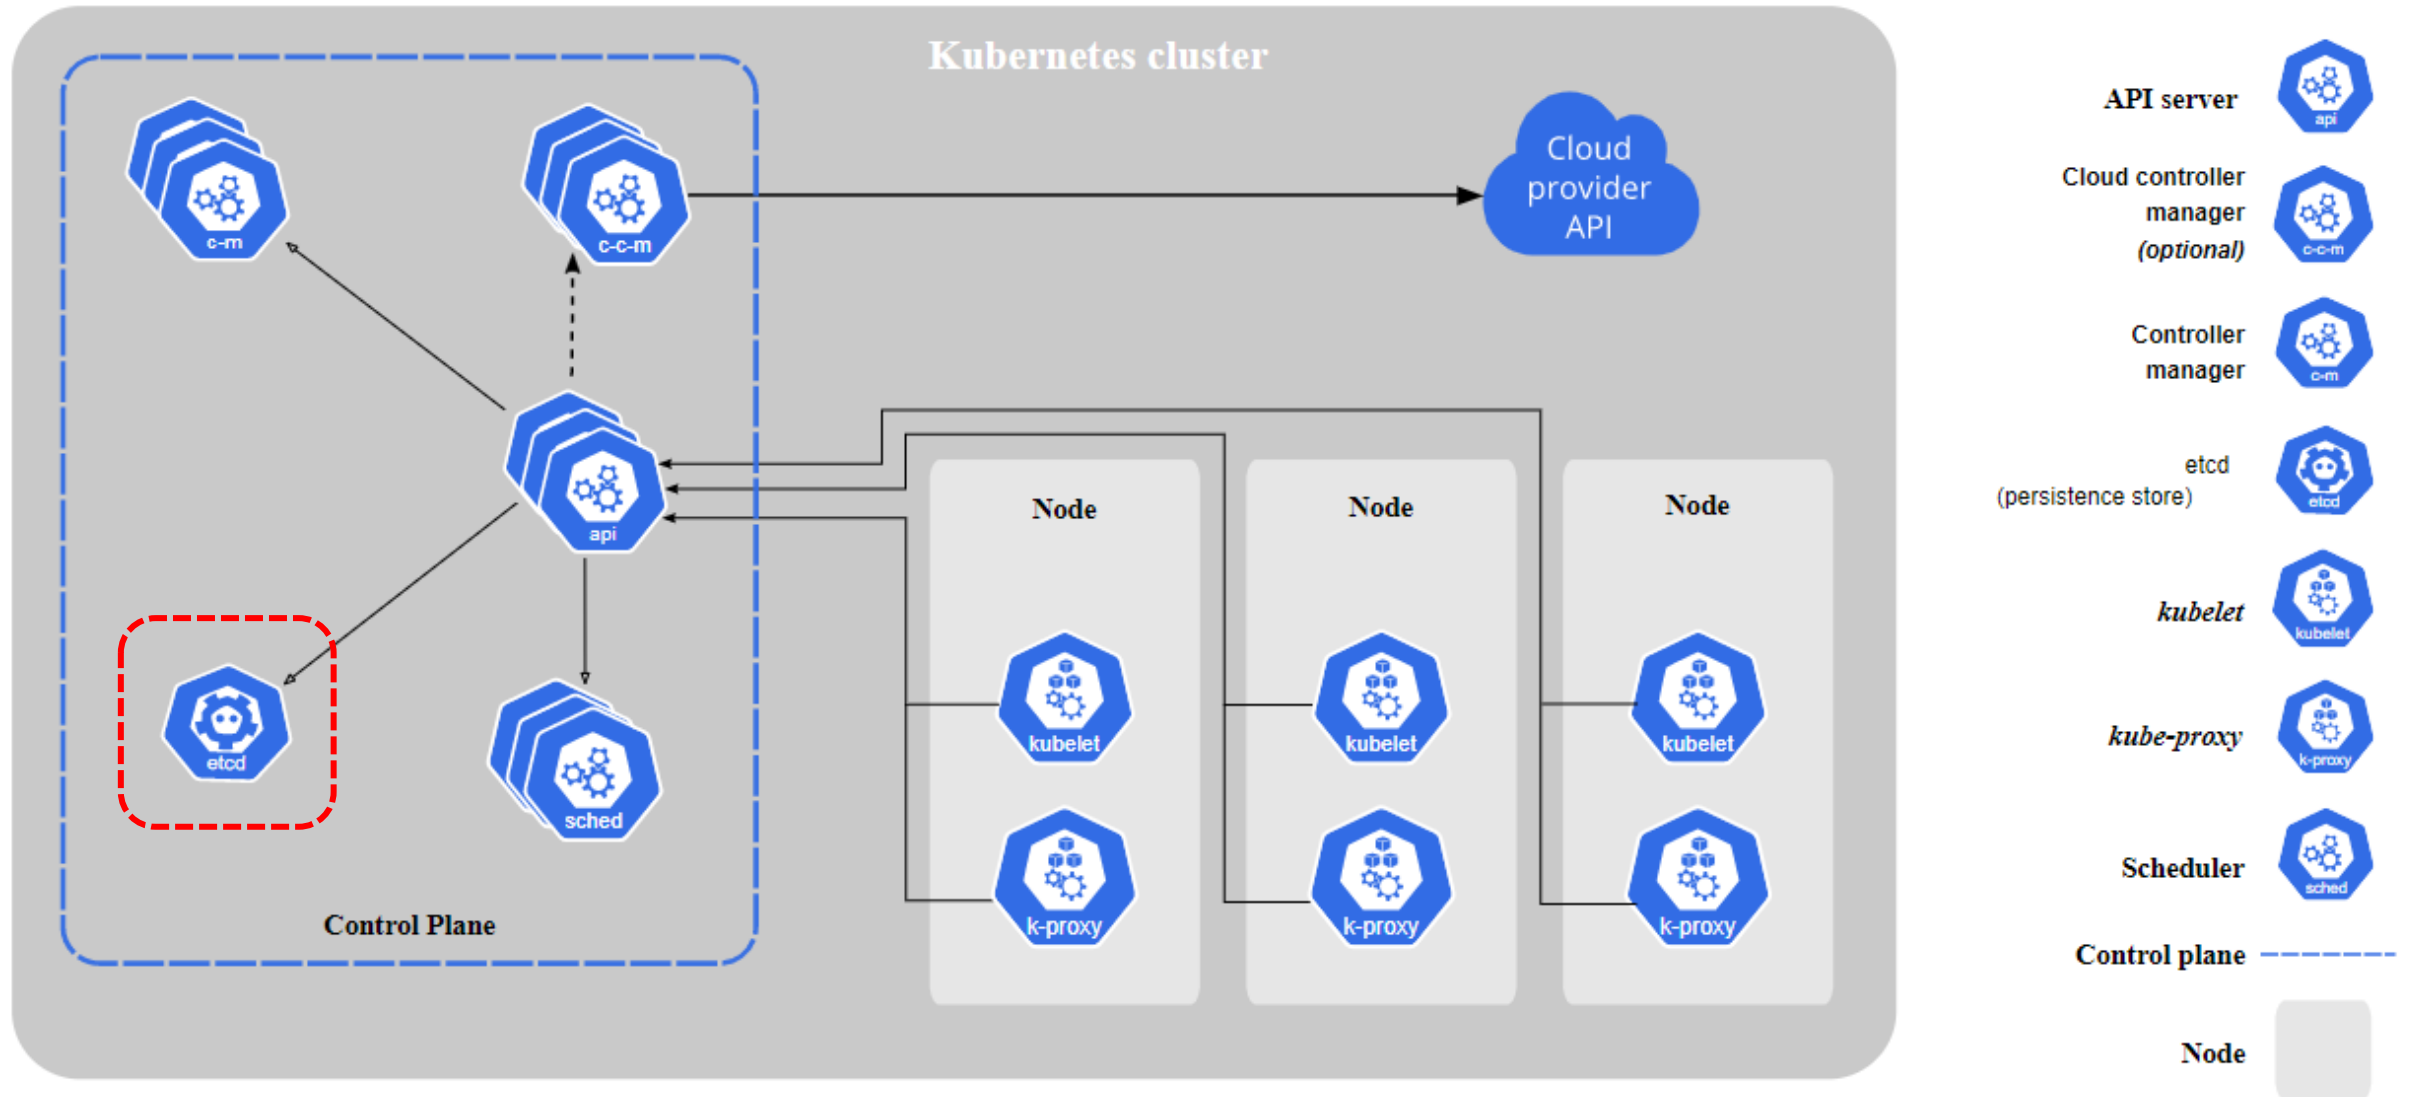 Kubernetes cluster
c-m
c-c-m
Cloud
provider
API
api
etcd
sched
Control Plane
Node
kubelet
k-proxy
Node
kubelet
k-proxy
Node
kubelet
k-proxy
API server
api
Cloud controller
manager
(optional)
c-c-m
Controller
manager
c-m
etcd
(persistence store)
etcd
kubelet
kubelet
kube-proxy
k-proxy
Scheduler
sched
Control plane
Node